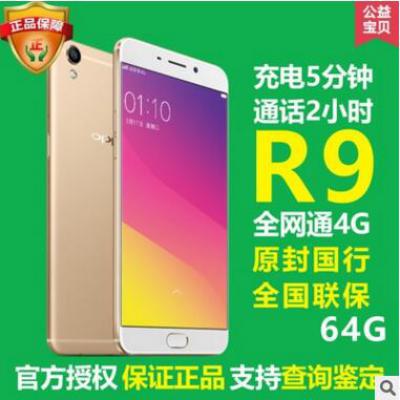 正品保障
正
公益
宝贝
充电5分钟
通话2小时
R9
全网通4G
原封国行
全国联保
64G
oppo
01:10
官方授权 保证正品 支持查询鉴定